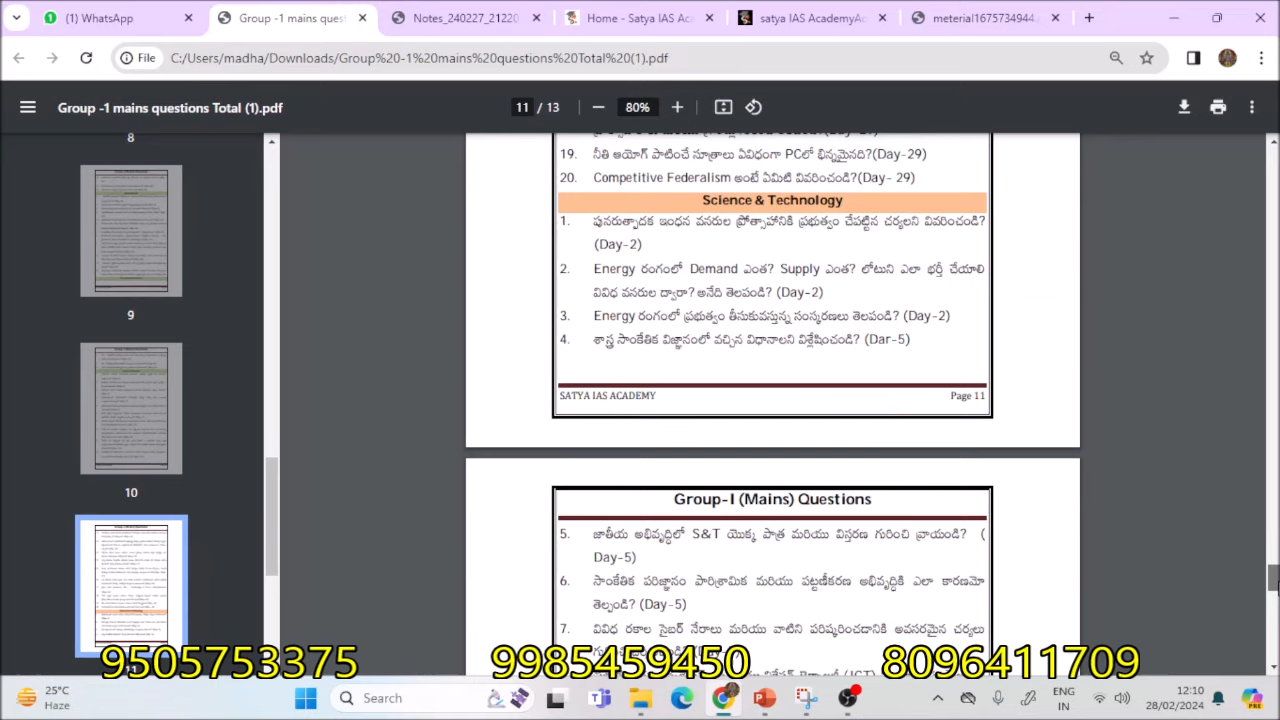 WhatsApp
Group -1 mains quest
Notes_240227_21220
Home - Satya IAS Ac
satya IAS AcademyAc
meterial1675734944.
File
C:/Users/madha/Downloads/Group%20-1%20mains%20questions%20Total%20(1).pdf
Group -1 mains questions Total (1).pdf
11 / 13
80%
8
9
10
11
19. నీతి ఆయోగ్ పాటించే సూత్రాలు ఏవిధంగా PCలో భిన్నమైనది?(Day-29)
20. Competitive Federalism అంటే ఏమిటి వివరించండి?(Day- 29)
Science & Technology
1. పునరుత్పాదక ఇంధన వనరుల ప్రోత్సాహానికి ప్రభుత్వం చేపట్టిన చర్యలని వివరించండి?
(Day-2)
2. Energy రంగంలో Demand ఎంత? Supply ఎంత? లోటుని ఎలా భర్తీ చేయాలి
వివిధ వనరుల ద్వారా? అనేది తెలపండి? (Day-2)
3. Energy రంగంలో ప్రభుత్వం తీసుకువస్తున్న సంస్కరణలు తెలపండి? (Day-2)
4. శాస్త్ర సాంకేతిక విజ్ఞానంలో వచ్చిన విధానాలని విశ్లేషించండి? (Dar-5)
SATYA IAS ACADEMY
Page 11
Group-I (Mains) Questions
5. జాతీయ అభివృద్ధిలో S&T యొక్క పాత్ర మరియు విస్తరణ గురించి వ్రాయండి? (
Day-5)
6. సాంకేతిక పరిజ్ఞానం పారిశ్రామిక మరియు పట్టణీకరణ అభివృద్ధికి ఎలా కారణమో
తెల్పండి? (Day-5)
7. వివిధ రకాల సైబర్ నేరాలు మరియు వాటిని పరిష్కరించడానికి అవసరమైన చర్యలు
9505753375
9985459450
8096411709
25°C
Haze
Search
ENG
IN
12:10
28/02/2024